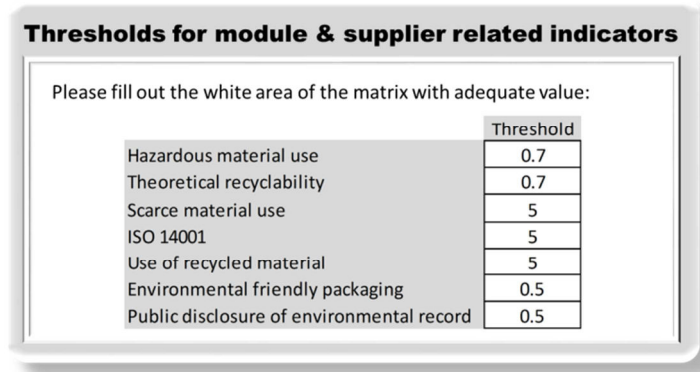 Thresholds for module & supplier related indicators
Please fill out the white area of the matrix with adequate value:
Threshold
Hazardous material use 0.7
Theoretical recyclability 0.7
Scarce material use 5
ISO 14001 5
Use of recycled material 5
Environmental friendly packaging 0.5
Public disclosure of environmental record 0.5